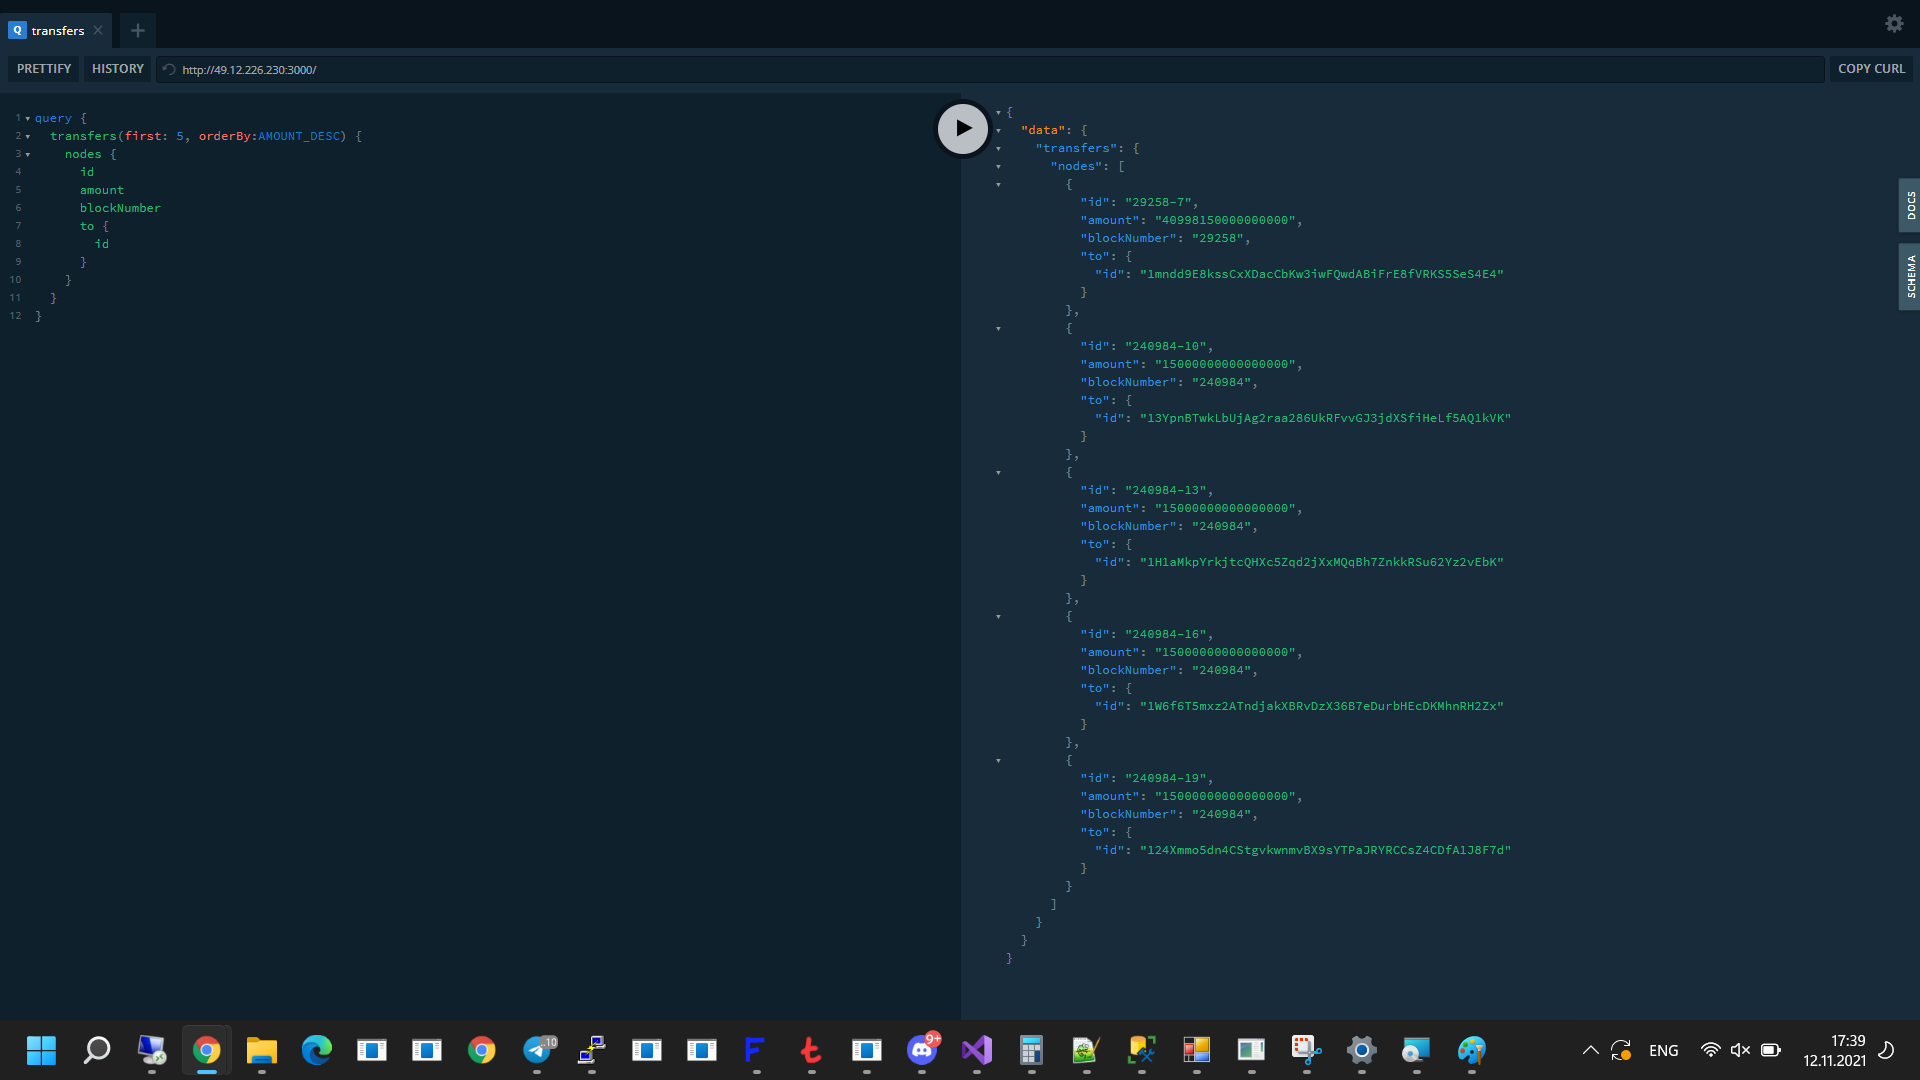 Q transfers
PRETTIFY HISTORY http://49.12.226.230:3000/ COPY CURL
1 query {
2 transfers(first: 5, orderBy:AMOUNT_DESC) {
3 nodes {
4 id
5 amount
6 blockNumber
7 to {
8 id
9 }
10 }
11 }
12 }
{
"data": {
"transfers": {
"nodes": [
{
"id": "29258-7",
"amount": "40998150000000000",
"blockNumber": "29258",
"to": {
"id": "1mndd9E8kssCxXDacCbKw3iwFQwdABiFrE8fVRKS5SeS4E4"
}
},
{
"id": "240984-10",
"amount": "15000000000000000",
"blockNumber": "240984",
"to": {
"id": "13YpnBTwkLbUjAg2raa286UkRFvvGJ3jdXSfiHeLf5AQ1kVK"
}
},
{
"id": "240984-13",
"amount": "15000000000000000",
"blockNumber": "240984",
"to": {
"id": "1H1aMkpYrkjtcQHXc5Zqd2jXxMQqBh7ZnkkRSu62Yz2vEbK"
}
},
{
"id": "240984-16",
"amount": "15000000000000000",
"blockNumber": "240984",
"to": {
"id": "1W6f6T5mxz2ATndjakXBRvDzX36B7eDurbHEcDKMhnRH2Zx"
}
},
{
"id": "240984-19",
"amount": "15000000000000000",
"blockNumber": "240984",
"to": {
"id": "124Xmmo5dn4CStgvkwnmvBX9sYTPaJRYRCCsZ4CDfA1J8F7d"
}
}
]
}
}
}
DOCS
SCHEMA
..10
9+
ENG
17:39
12.11.2021